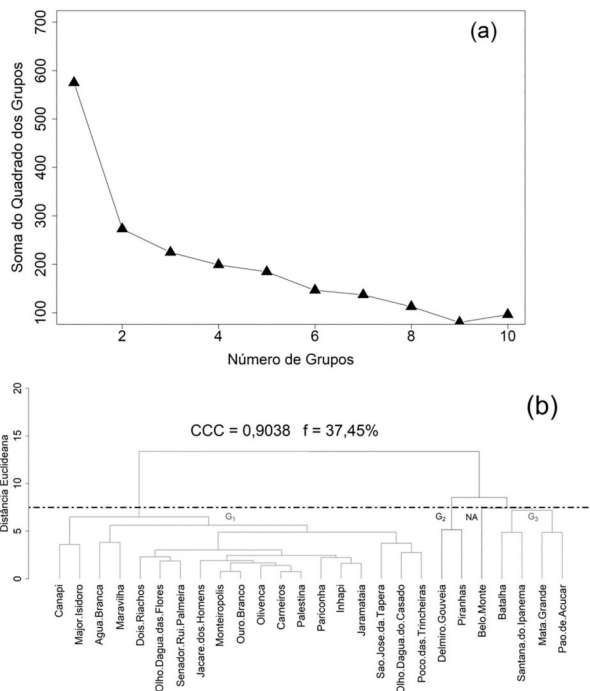 (a)
Soma do Quadrado dos Grupos
700
600
500
400
300
200
100
2
4
6
8
10
Número de Grupos
(b)
Distância Euclideana
20
15
10
5
0
CCC = 0,9038 f = 37,45%
G1
G2
NA
G3
Canapi
Major.Isidoro
Agua.Branca
Maravilha
Dois.Riachos
Olho.Dagua.das.Flores
Senador.Rui.Palmeira
Jacare.dos.Homens
Monteiropolis
Ouro.Branco
Olivenca
Carneiros
Palestina
Pariconha
Inhapi
Jaramataia
Sao.Jose.da.Tapera
Olho.Dagua.do.Casado
Poco.das.Trincheiras
Delmiro.Gouveia
Piranhas
Belo.Monte
Batalha
Santana.do.Ipanema
Mata.Grande
Pao.de.Acucar